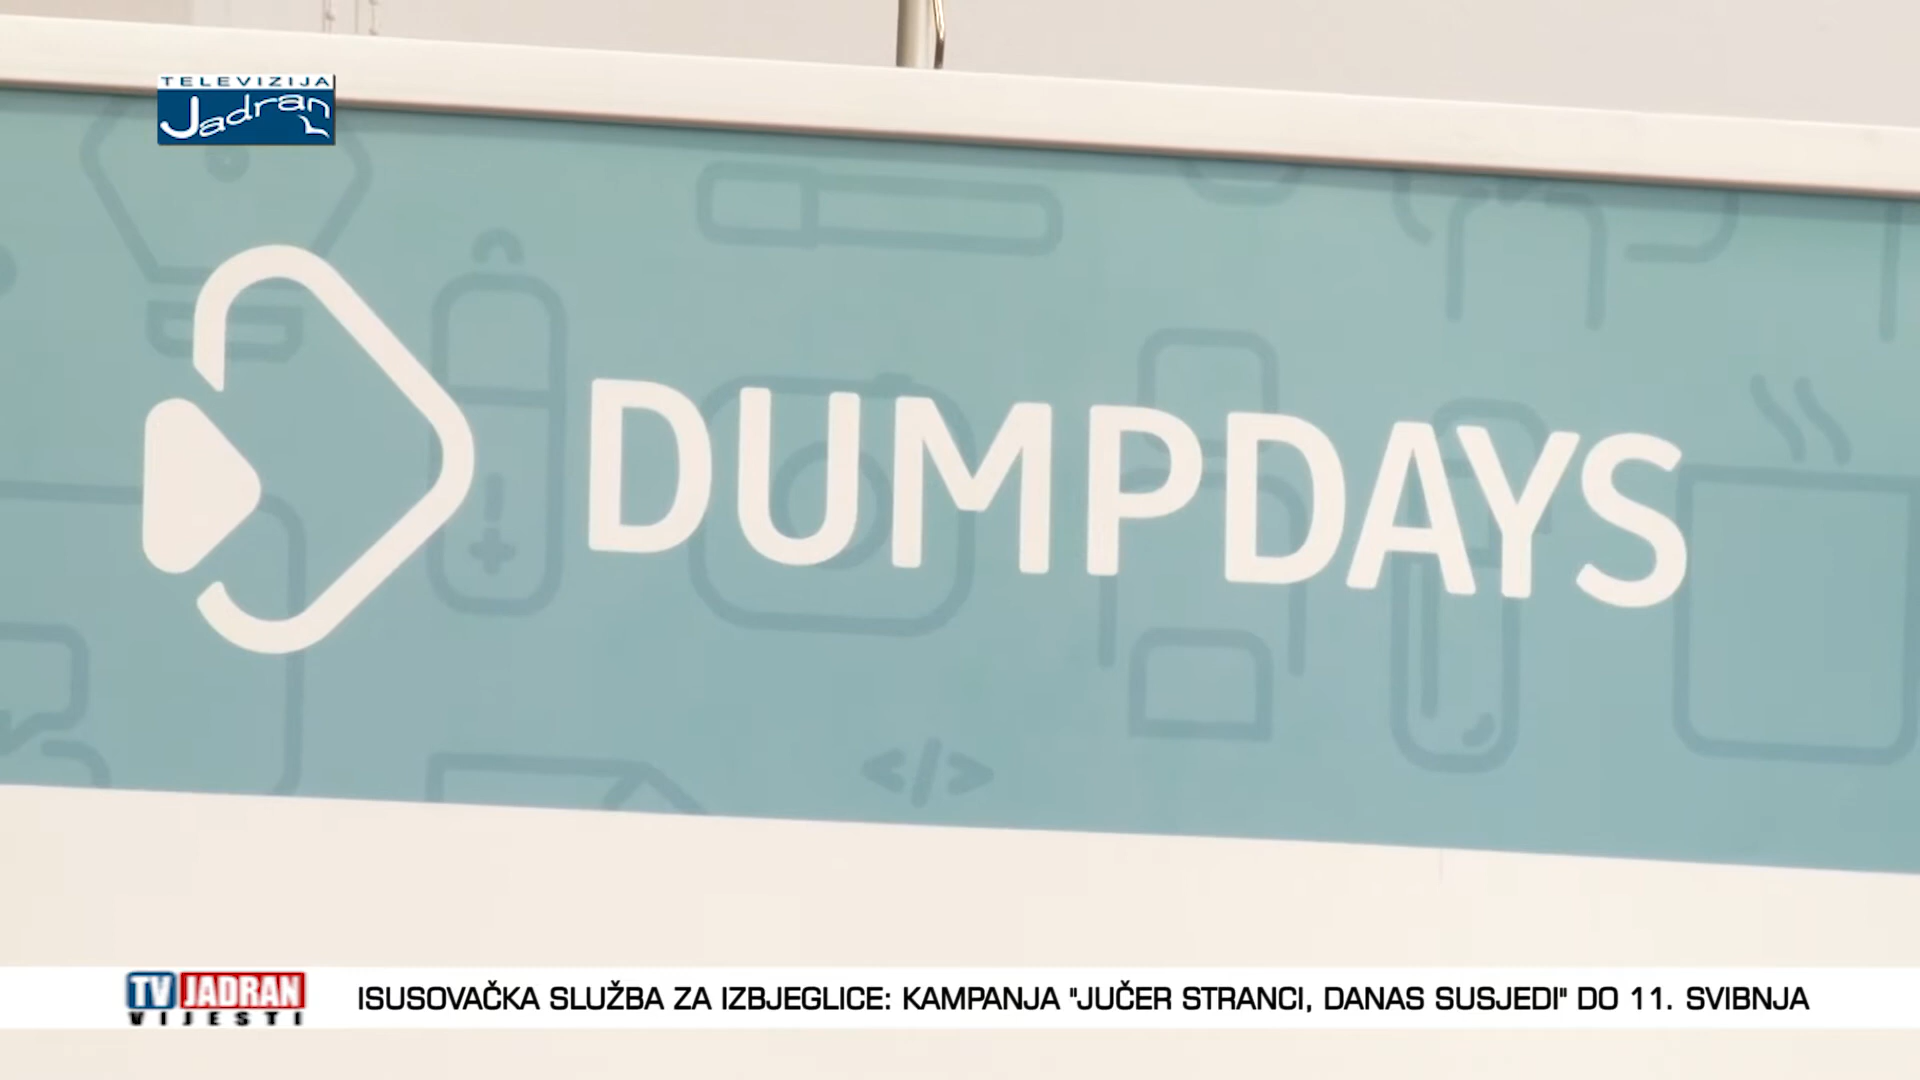 TELEVIZIJA
Jadran
DUMPDAYS
</>
TV JADRAN
VIJESTI
ISUSOVAČKA SLUŽBA ZA IZBJEGLICE: KAMPANJA "JUČER STRANCI, DANAS SUSJEDI" DO 11. SVIBNJA